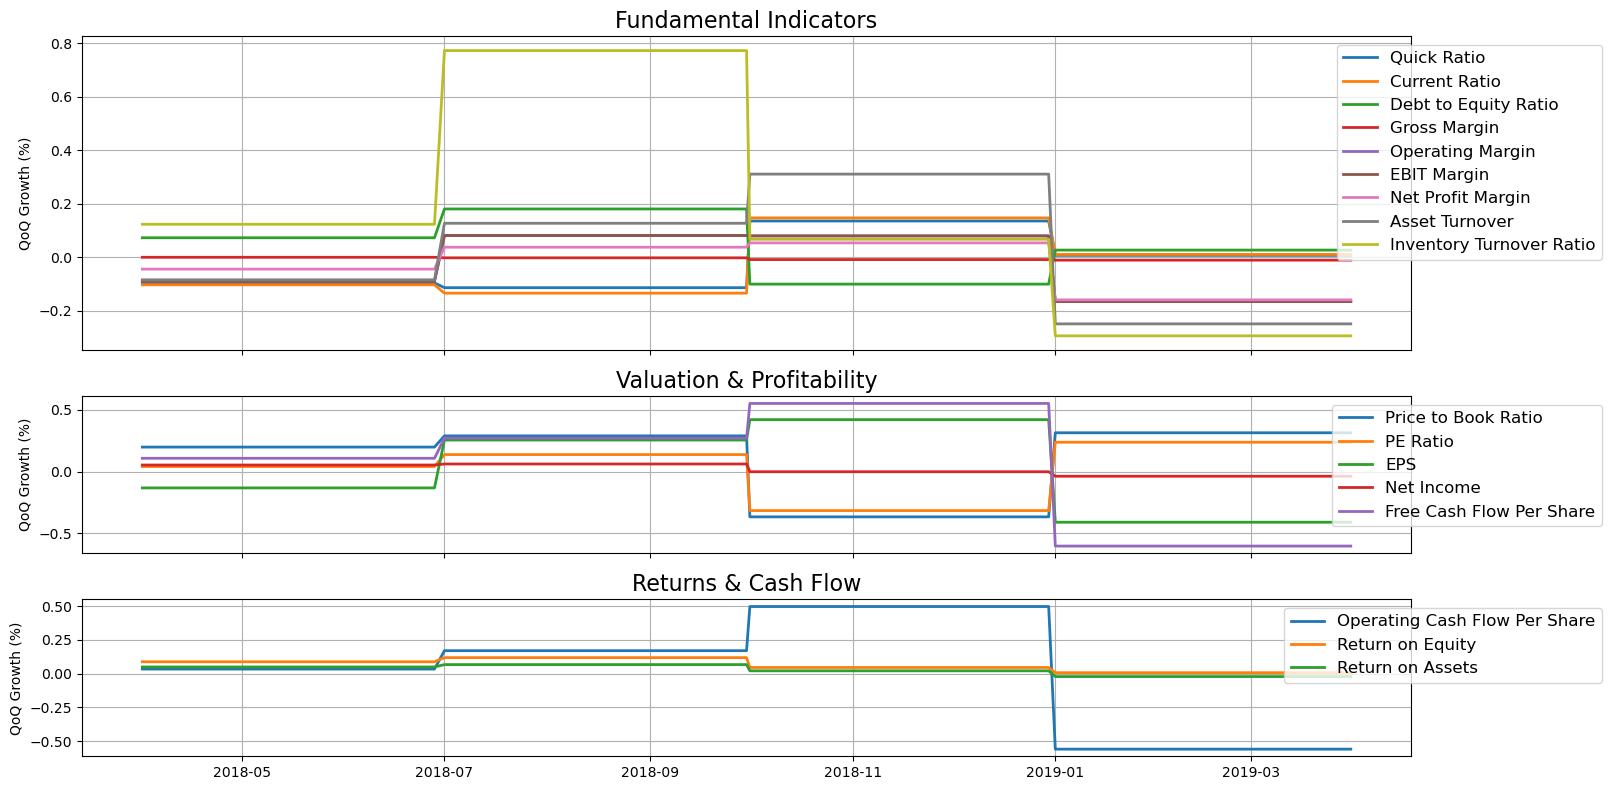 Fundamental Indicators
QoQ Growth (%)
0.8
0.6
0.4
0.2
0.0
−0.2
Quick Ratio
Current Ratio
Debt to Equity Ratio
Gross Margin
Operating Margin
EBIT Margin
Net Profit Margin
Asset Turnover
Inventory Turnover Ratio
Valuation & Profitability
QoQ Growth (%)
0.5
0.0
−0.5
Price to Book Ratio
PE Ratio
EPS
Net Income
Free Cash Flow Per Share
Returns & Cash Flow
QoQ Growth (%)
0.50
0.25
0.00
−0.25
−0.50
Operating Cash Flow Per Share
Return on Equity
Return on Assets
2018-05 2018-07 2018-09 2018-11 2019-01 2019-03